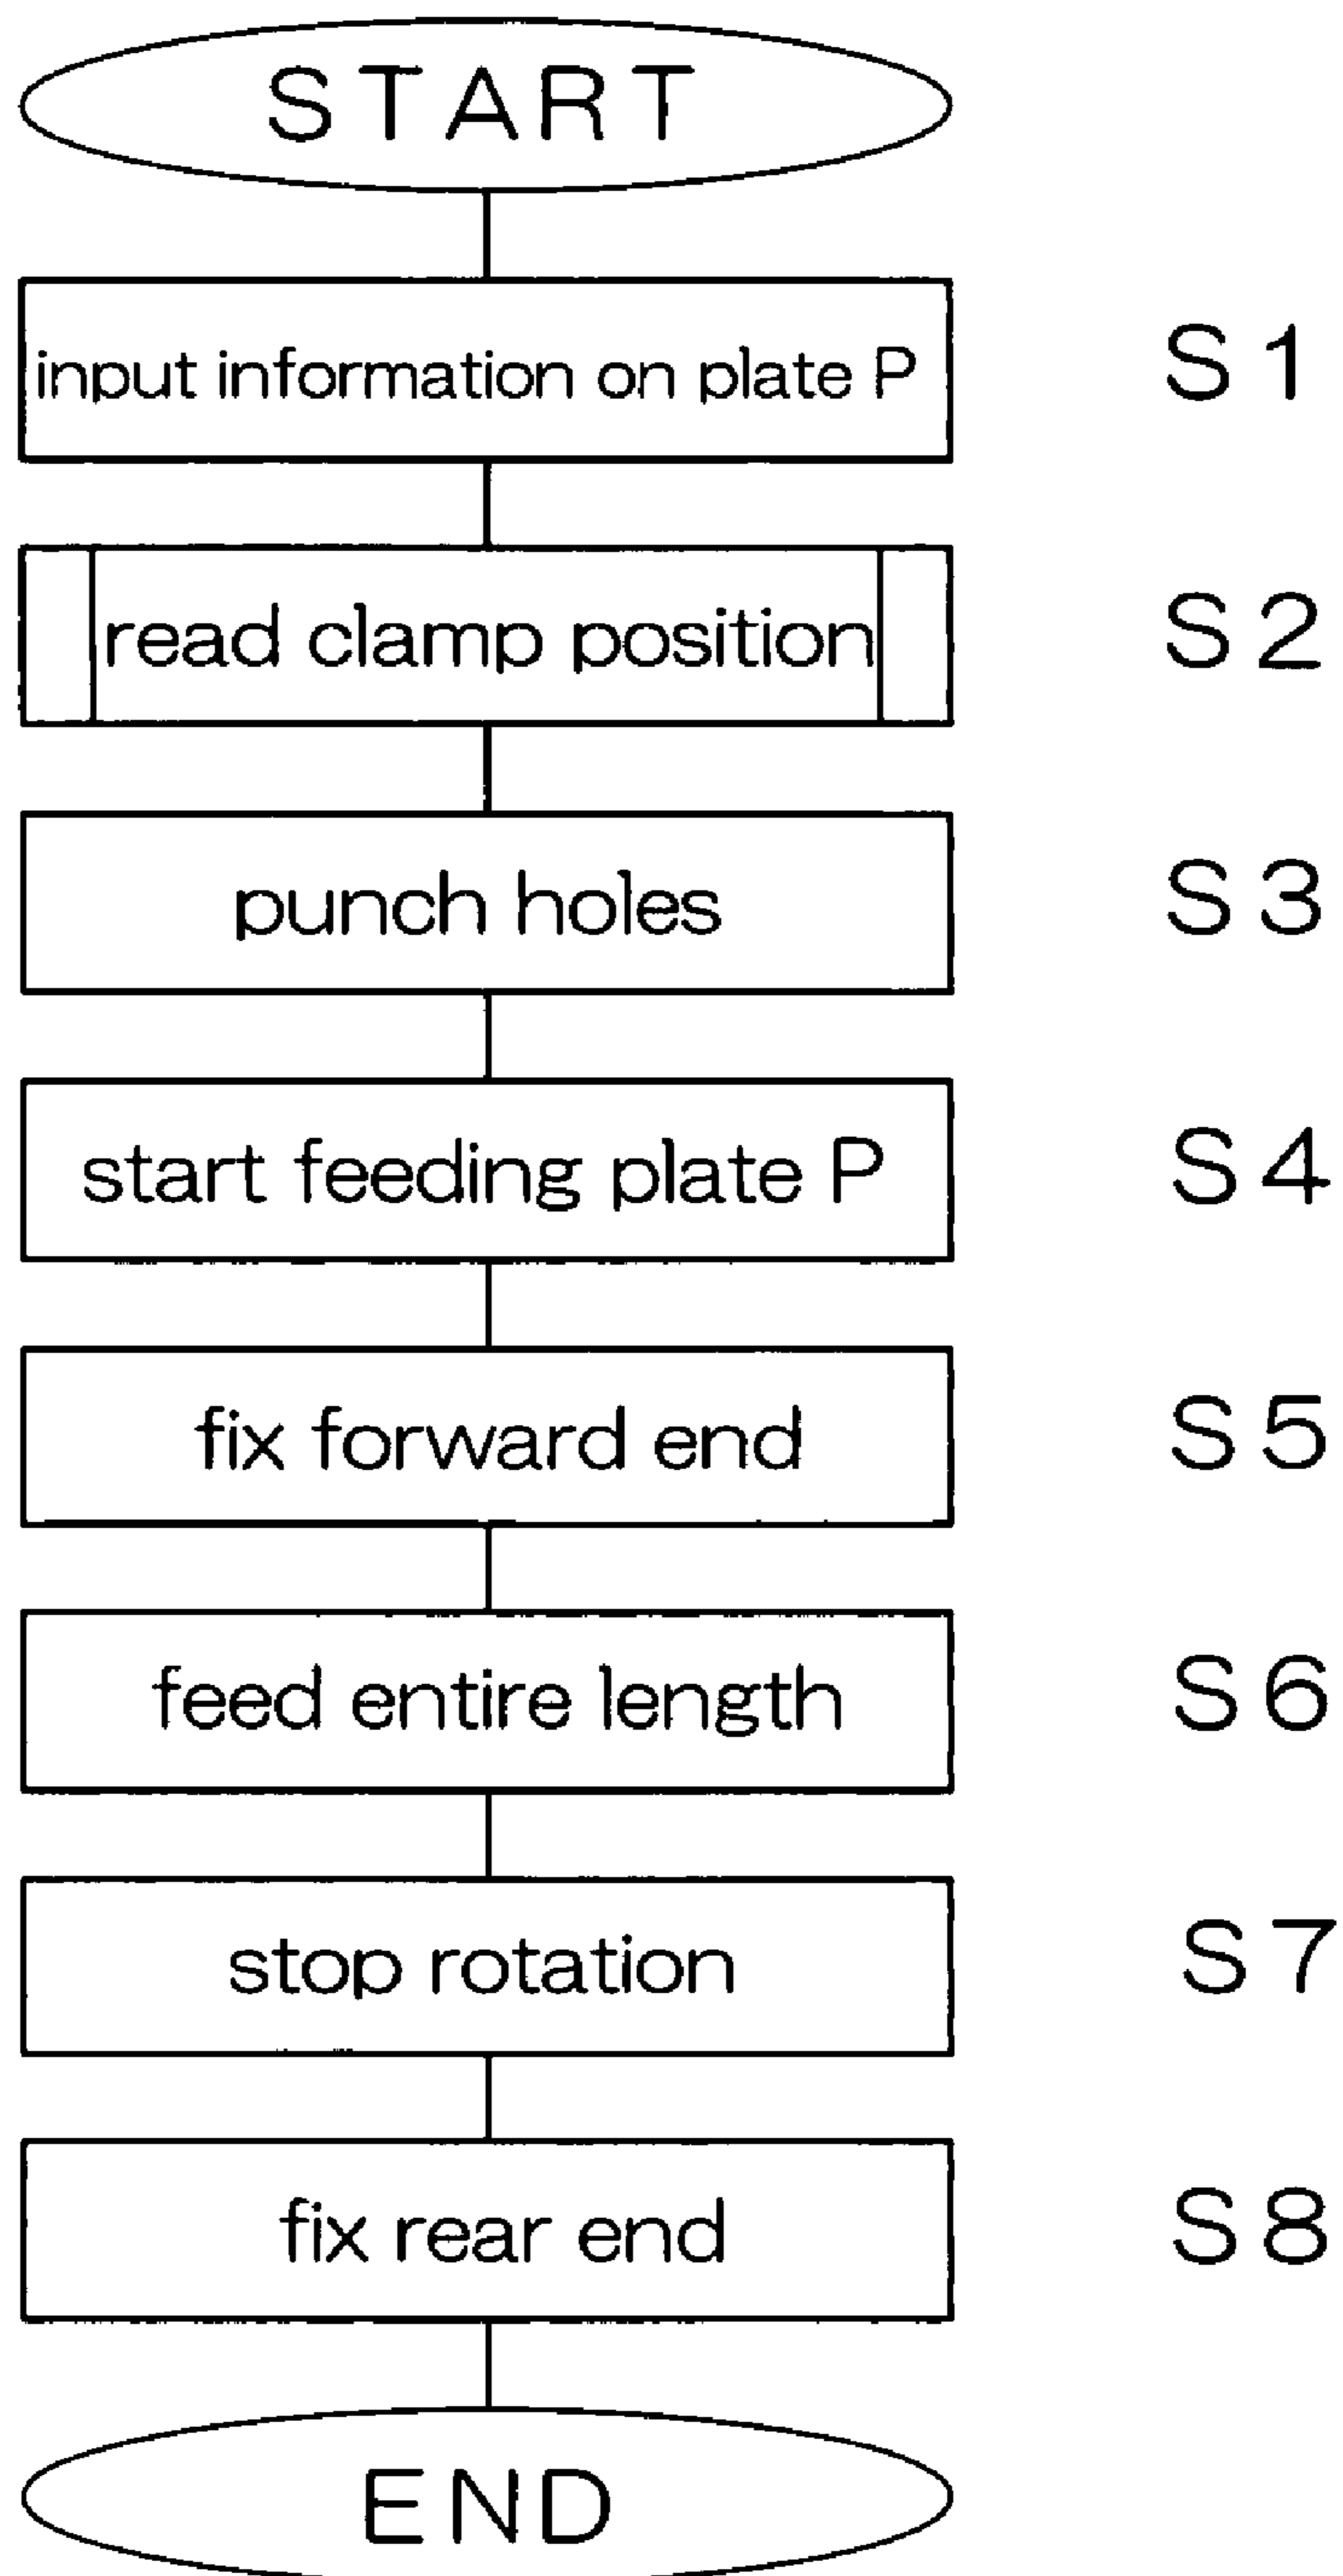 START
input information on plate P S1
read clamp position S2
punch holes S3
start feeding plate P S4
fix forward end S5
feed entire length S6
stop rotation S7
fix rear end S8
END